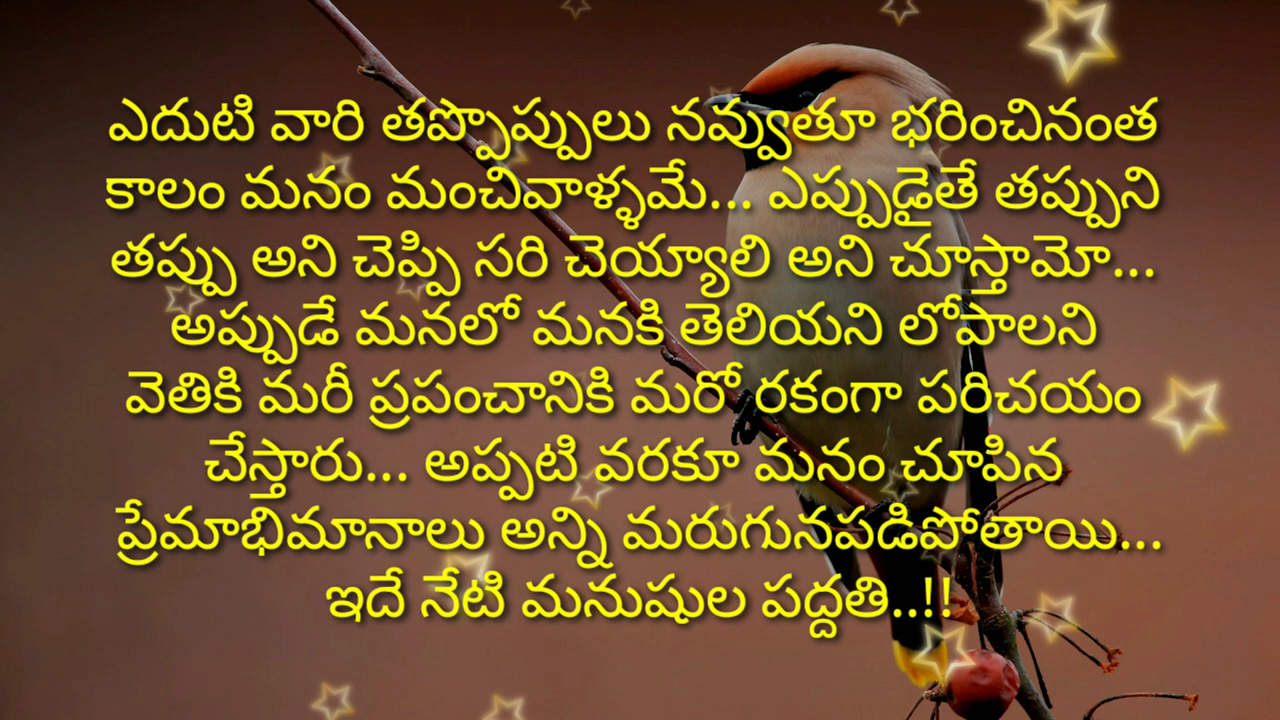 ఎదుటి వారి తప్పొప్పులు నవ్వుతూ భరించినంత
కాలం మనం మంచివాళ్ళమే... ఎప్పుడైతే తప్పుని
తప్పు అని చెప్పి సరి చెయ్యాలి అని చూస్తామో...
అప్పుడే మనలో మనకి తెలియని లోపాలని
వెతికి మరీ ప్రపంచానికి మరో రకంగా పరిచయం
చేస్తారు... అప్పటి వరకూ మనం చూపిన
ప్రేమాభిమానాలు అన్ని మరుగునపడిపోతాయి...
ఇదే నేటి మనుషుల పద్దతి..!!